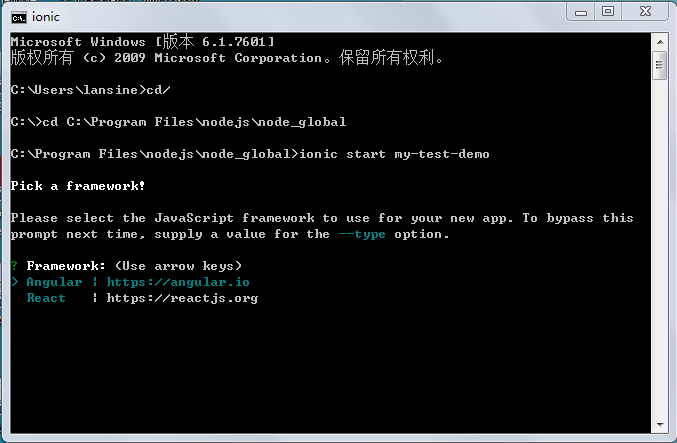 ionic
Microsoft Windows [版本 6.1.7601]
版权所有 (c) 2009 Microsoft Corporation。保留所有权利。
C:\Users\lansine>cd/
C:\>cd C:\Program Files\nodejs\node_global
C:\Program Files\nodejs\node_global>ionic start my-test-demo
Pick a framework!
Please select the JavaScript framework to use for your new app. To bypass this
prompt next time, supply a value for the --type option.
? Framework: (Use arrow keys)
> Angular | https://angular.io
React | https://reactjs.org